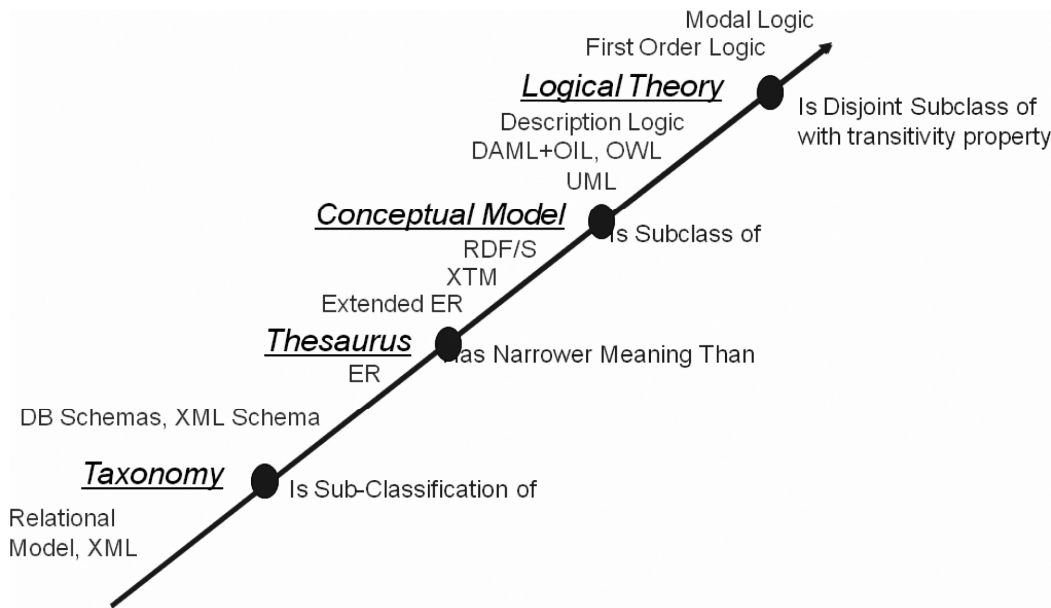 Modal Logic
First Order Logic
Logical Theory
Is Disjoint Subclass of
with transitivity property
Description Logic
DAML+OIL, OWL
UML
Conceptual Model
Is Subclass of
RDF/S
XTM
Extended ER
Thesaurus
Has Narrower Meaning Than
ER
DB Schemas, XML Schema
Taxonomy
Is Sub-Classification of
Relational
Model, XML